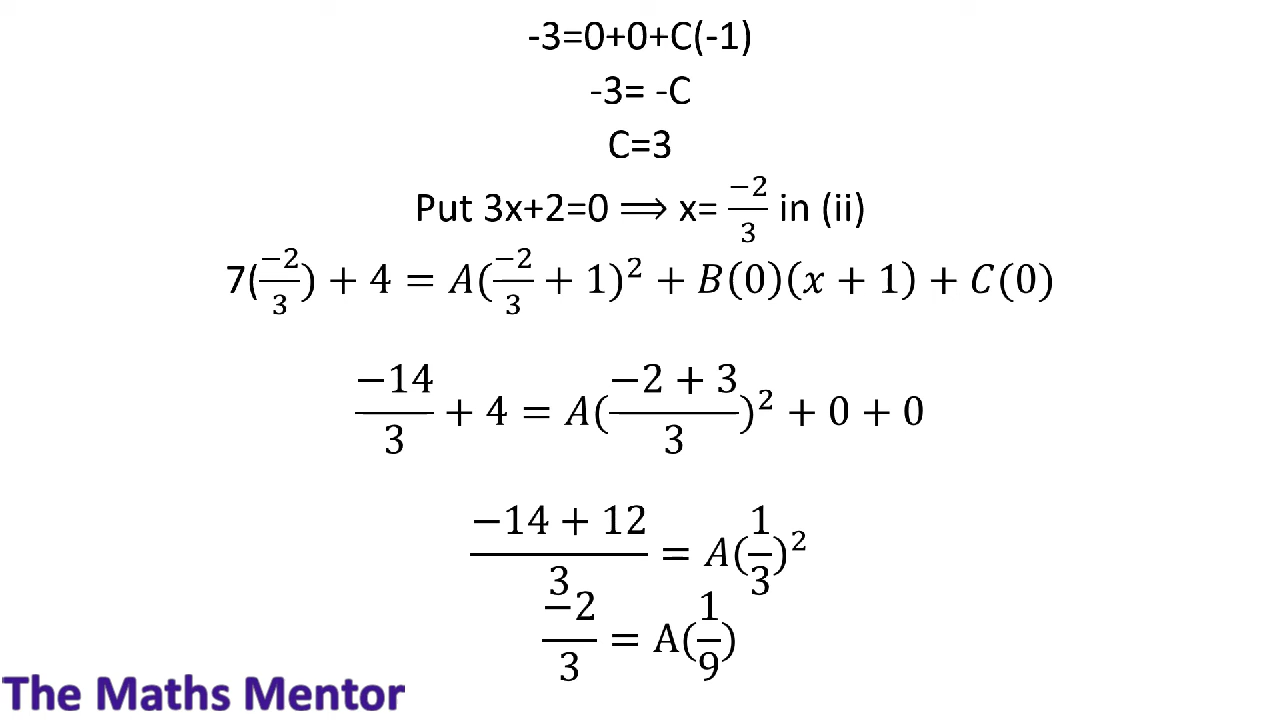 -3=0+0+C(-1)
-3= -C
C=3
Put 3x+2=0 ⟹ x= −2/3 in (ii)
7(−2/3) + 4 = A(−2/3 + 1)² + B(0)(x + 1) + C(0)
−14/3 + 4 = A((−2 + 3)/3)² + 0 + 0
(−14 + 12)/3 = A(1/3)²
−2/3 = A(1/9)
The Maths Mentor